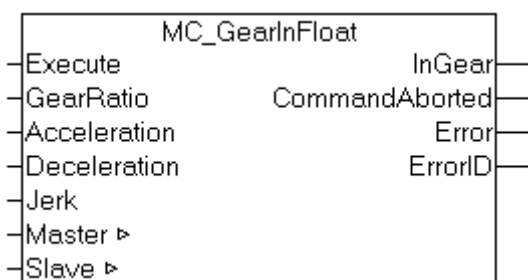 MC_GearInFloat
Execute InGear
GearRatio CommandAborted
Acceleration Error
Deceleration ErrorID
Jerk
Master ▹
Slave ▹